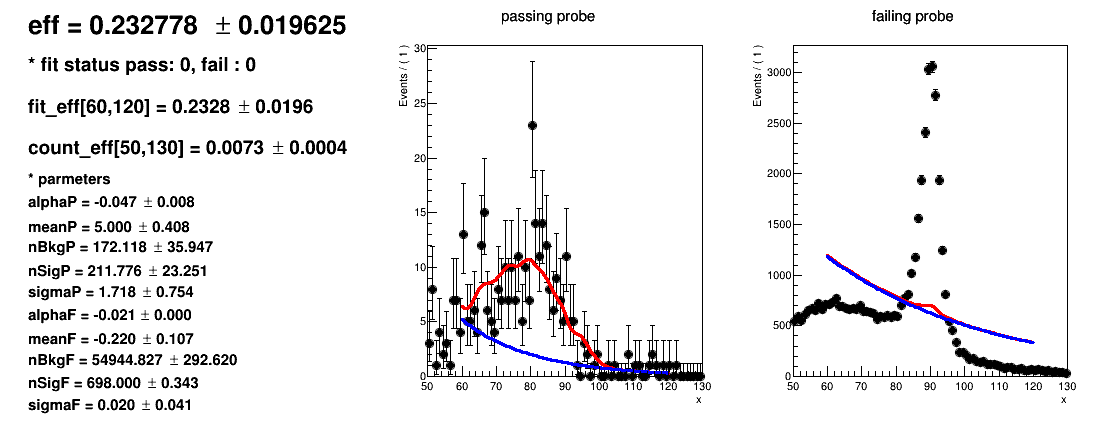 eff = 0.232778 ± 0.019625
* fit status pass: 0, fail : 0
fit_eff[60,120] = 0.2328 ± 0.0196
count_eff[50,130] = 0.0073 ± 0.0004
* parmeters
alphaP = -0.047 ± 0.008
meanP = 5.000 ± 0.408
nBkgP = 172.118 ± 35.947
nSigP = 211.776 ± 23.251
sigmaP = 1.718 ± 0.754
alphaF = -0.021 ± 0.000
meanF = -0.220 ± 0.107
nBkgF = 54944.827 ± 292.620
nSigF = 698.000 ± 0.343
sigmaF = 0.020 ± 0.041
passing probe
Events / ( 1 )
30
25
20
15
10
5
0
50 60 70 80 90 100 110 120 130
x
failing probe
Events / ( 1 )
3000
2500
2000
1500
1000
500
0
50 60 70 80 90 100 110 120 130
x